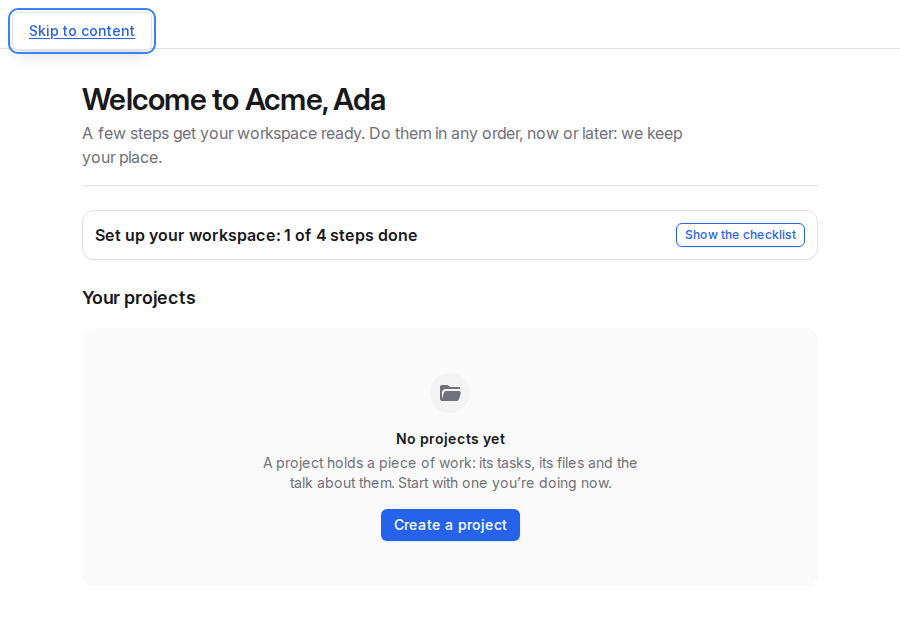 Skip to content
Welcome to Acme, Ada
A few steps get your workspace ready. Do them in any order, now or later: we keep
your place.
Set up your workspace: 1 of 4 steps done
Show the checklist
Your projects
No projects yet
A project holds a piece of work: its tasks, its files and the
talk about them. Start with one you’re doing now.
Create a project